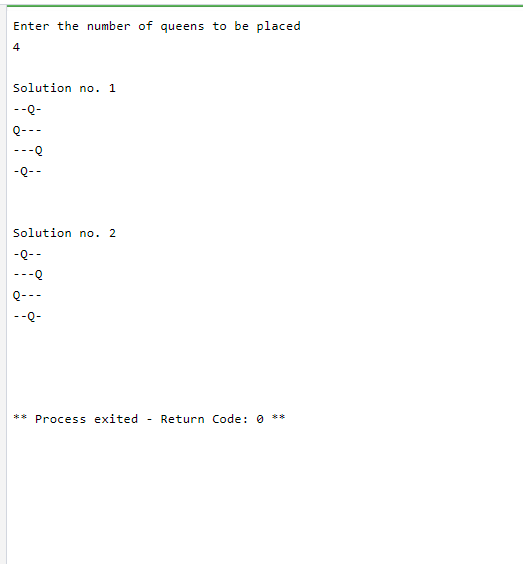 Enter the number of queens to be placed
4
Solution no. 1
--Q-
Q---
---Q
-Q--
Solution no. 2
-Q--
---Q
Q---
--Q-
** Process exited - Return Code: 0 **